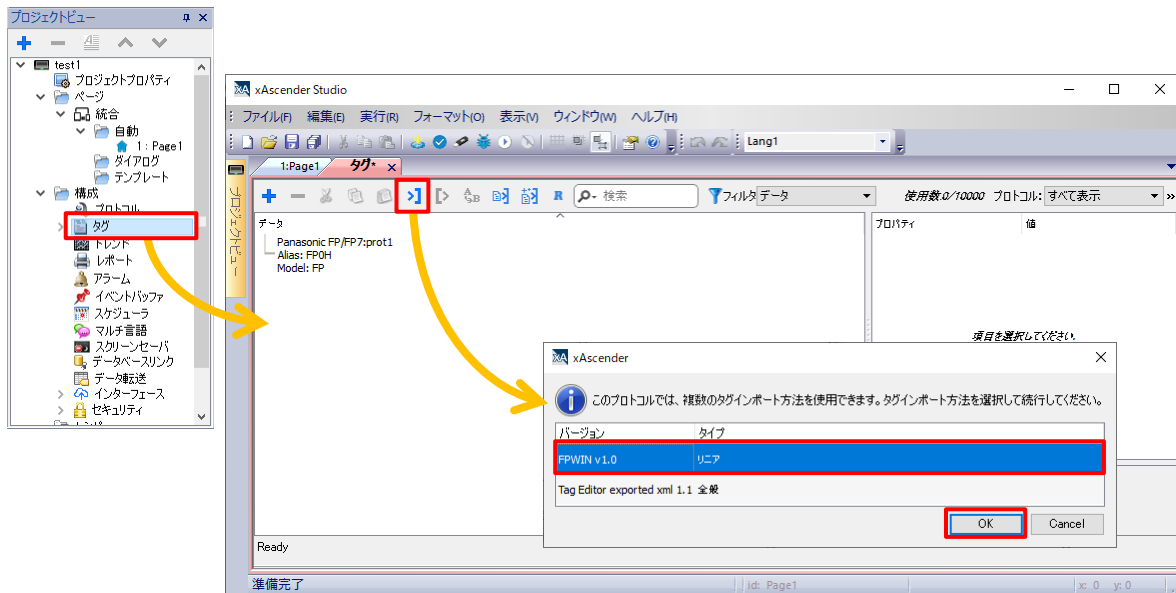 プロジェクトビュー
test1
プロジェクトプロパティ
ページ
統合
自動
1 : Page1
ダイアログ
テンプレート
構成
プロトコル
タグ
トレンド
レポート
アラーム
イベントバッファ
スケジューラ
マルチ言語
スクリーンセーバ
データベースリンク
データ転送
インターフェース
セキュリティ
xAscender Studio
ファイル(F) 編集(E) 実行(R) フォーマット(O) 表示(V) ウィンドウ(W) ヘルプ(H)
Lang1
プロジェクトビュー
1:Page1 タグ*
検索 フィルタ データ 使用数:0/10000 プロトコル: すべて表示
データ
Panasonic FP/FP7:prot1
Alias: FP0H
Model: FP
プロパティ 値
項目を選択してください.
xAscender
このプロトコルでは、複数のタグインポート方法を使用できます。タグインポート方法を選択して続行してください。
バージョン タイプ
FPWIN v1.0 リニア
Tag Editor exported xml 1.1 全般
OK Cancel
Ready
準備完了 id: Page1 x: 0 y: 0